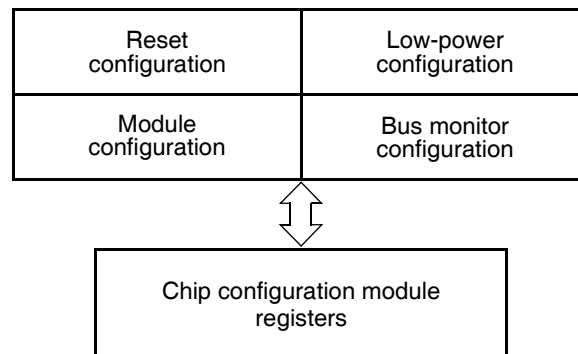 Reset
configuration
Low-power
configuration
Module
configuration
Bus monitor
configuration
Chip configuration module
registers